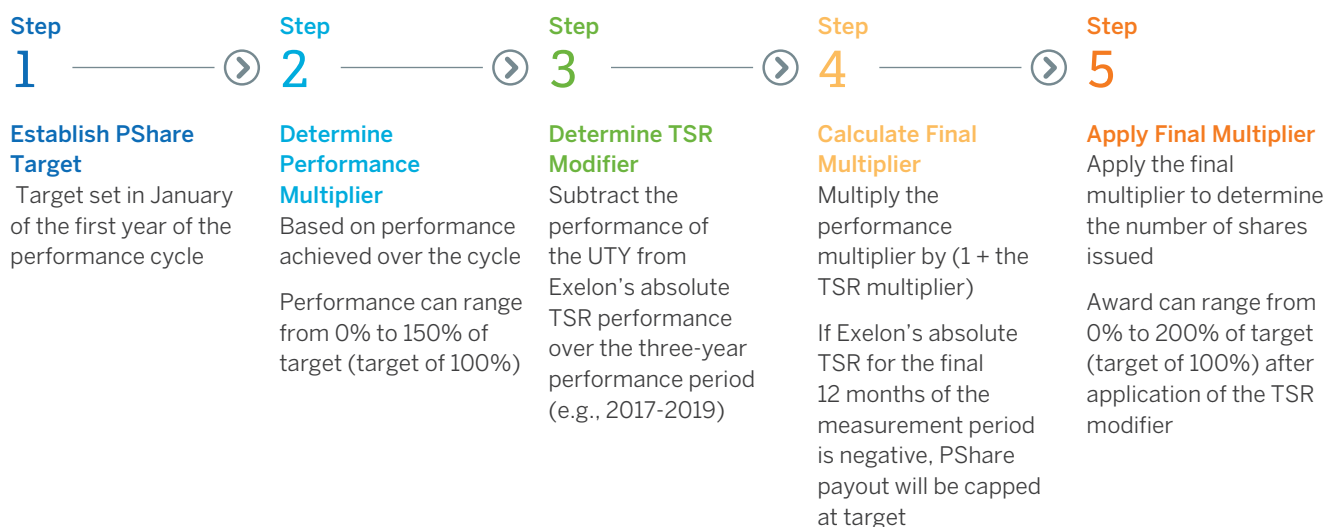 Step
1
Establish PShare
Target
Target set in January
of the first year of the
performance cycle
Step
2
Determine
Performance
Multiplier
Based on performance
achieved over the cycle
Performance can range
from 0% to 150% of
target (target of 100%)
Step
3
Determine TSR
Modifier
Subtract the
performance of
the UTY from
Exelon’s absolute
TSR performance
over the three-year
performance period
(e.g., 2017-2019)
Step
4
Calculate Final
Multiplier
Multiply the
performance
multiplier by (1 + the
TSR multiplier)
If Exelon’s absolute
TSR for the final
12 months of the
measurement period
is negative, PShare
payout will be capped
at target
Step
5
Apply Final Multiplier
Apply the final
multiplier to determine
the number of shares
issued
Award can range from
0% to 200% of target
(target of 100%) after
application of the TSR
modifier